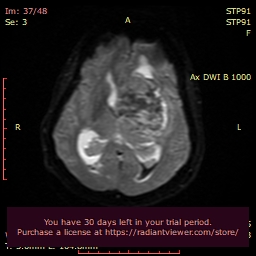 Im: 37/48
Se: 3
A
STP91
STP91
F
Ax DWI B 1000
R
L
You have 30 days left in your trial period.
Purchase a license at https://radiantviewer.com/store/